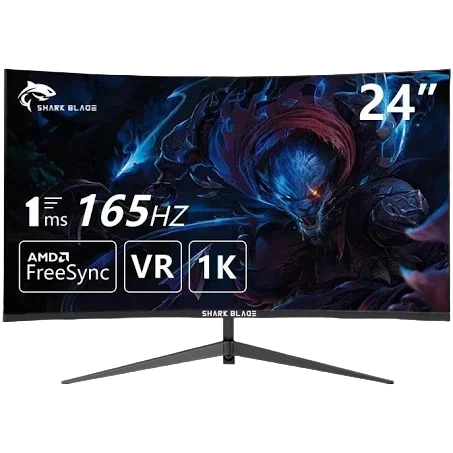 SHARK BLADE
24”
1ms 165HZ
AMD
FreeSync
VR
1K
SHARK BLADE